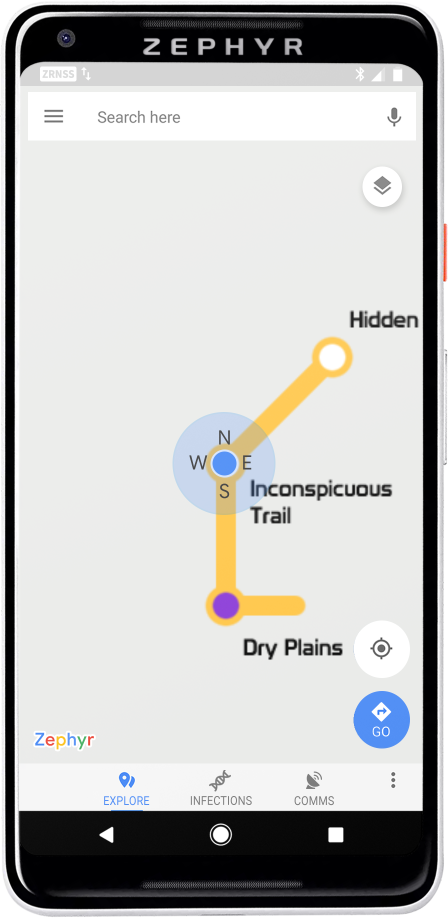 ZEPHYR
ZRNSS
Search here
Hidden
N
W E
S
Inconspicuous
Trail
Dry Plains
GO
Zephyr
EXPLORE INFECTIONS COMMS